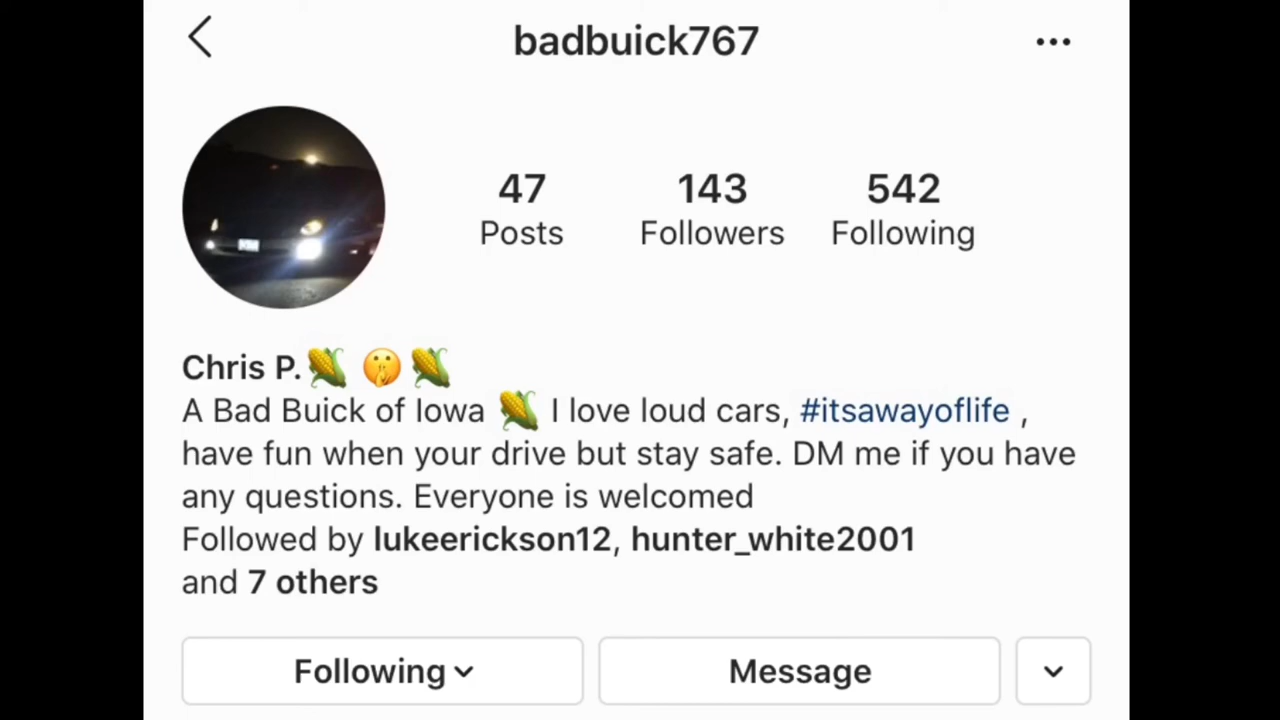 badbuick767
47 143 542
Posts Followers Following
Chris P.🌽 🤫 🌽
A Bad Buick of Iowa 🌽 I love loud cars, #itsawayoflife ,
have fun when your drive but stay safe. DM me if you have
any questions. Everyone is welcomed
Followed by lukeerickson12, hunter_white2001
and 7 others
Following Message